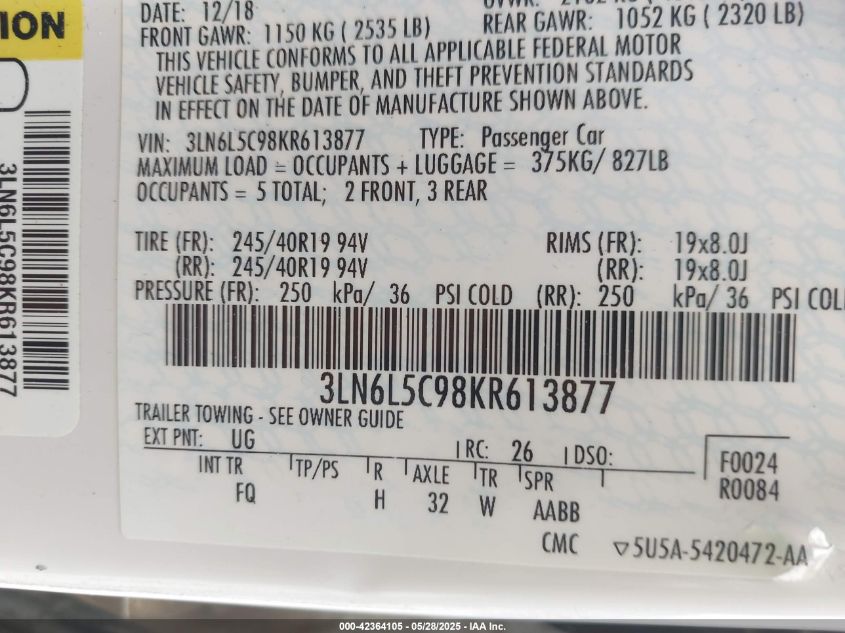 ION
DATE: 12/18
FRONT GAWR: 1150 KG ( 2535 LB) REAR GAWR: 1052 KG ( 2320 LB)
THIS VEHICLE CONFORMS TO ALL APPLICABLE FEDERAL MOTOR
VEHICLE SAFETY, BUMPER, AND THEFT PREVENTION STANDARDS
IN EFFECT ON THE DATE OF MANUFACTURE SHOWN ABOVE.
VIN: 3LN6L5C98KR613877 TYPE: Passenger Car
MAXIMUM LOAD = OCCUPANTS + LUGGAGE = 375KG/ 827LB
OCCUPANTS = 5 TOTAL; 2 FRONT, 3 REAR
TIRE (FR): 245/40R19 94V RIMS (FR): 19x8.0J
(RR): 245/40R19 94V (RR): 19x8.0J
PRESSURE (FR): 250 kPa/ 36 PSI COLD (RR): 250 kPa/ 36 PSI COL
3LN6L5C98KR613877
3LN6L5C98KR613877
TRAILER TOWING - SEE OWNER GUIDE
EXT PNT: UG RC: 26 DSO:
F0024
R0084
INT TR TP/PS R AXLE TR SPR
FQ H 32 W AABB
CMC ▽5U5A-5420472-AA
000-42364105 - 05/28/2025 - IAA Inc.